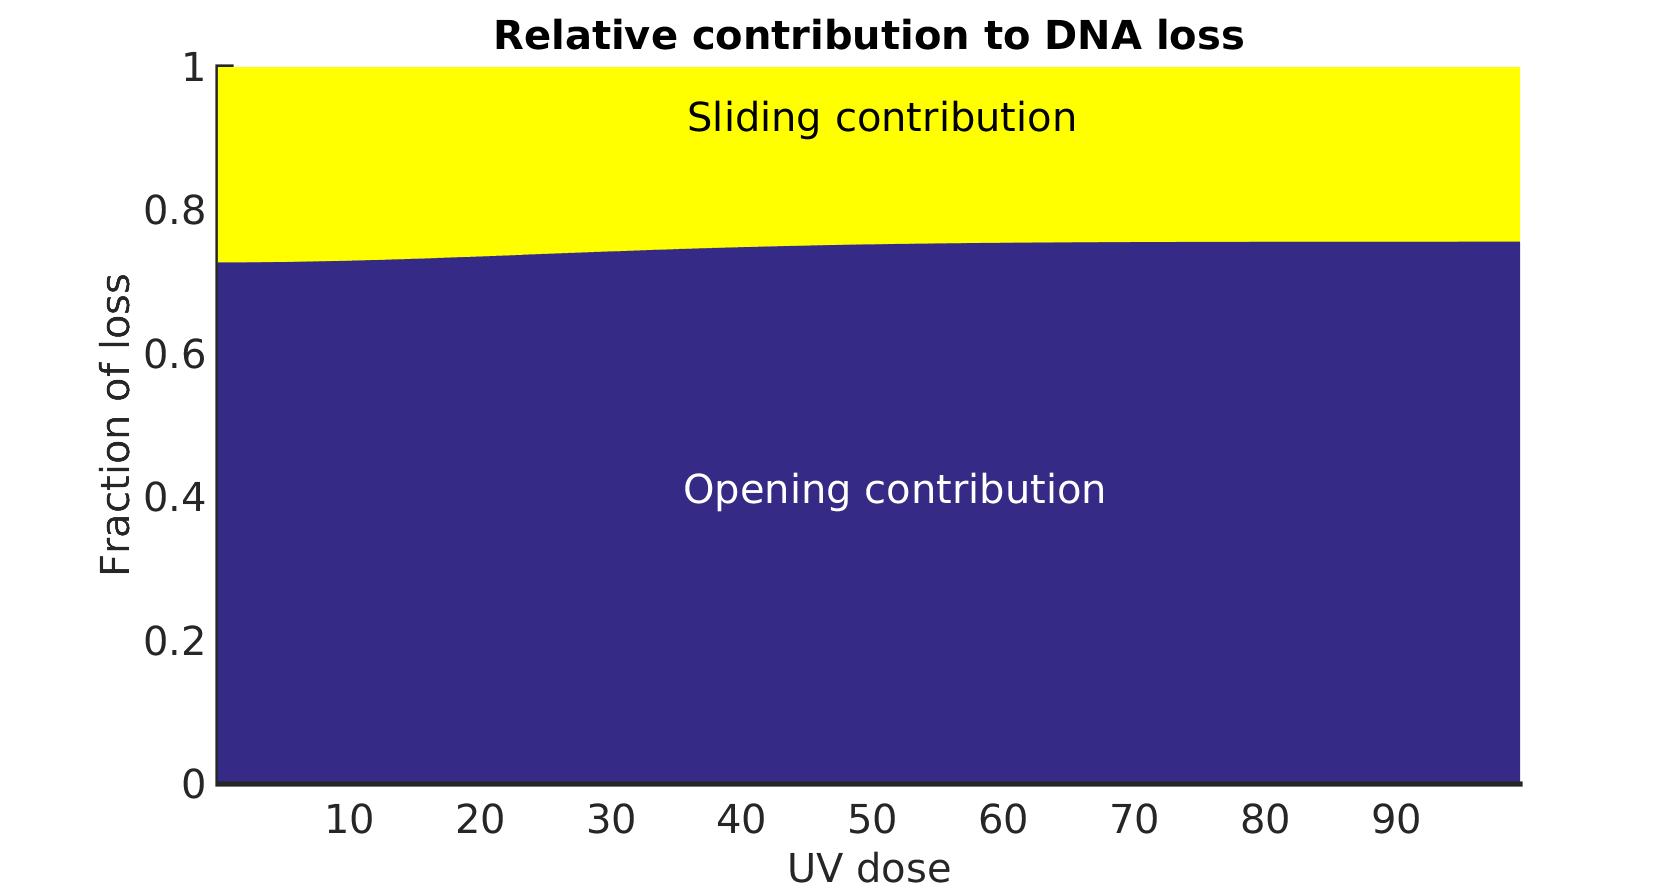 Relative contribution to DNA loss
1
Sliding contribution
0.8
0.6
Fraction of loss
Opening contribution
0.4
0.2
0
10 20 30 40 50 60 70 80 90
UV dose